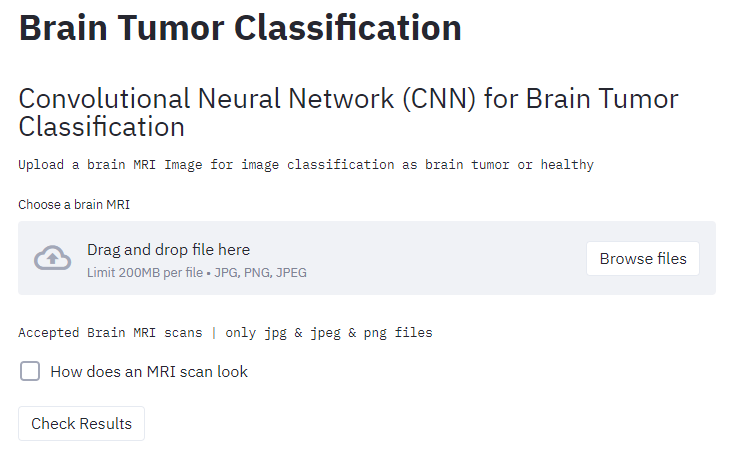 Brain Tumor Classification
Convolutional Neural Network (CNN) for Brain Tumor
Classification
Upload a brain MRI Image for image classification as brain tumor or healthy
Choose a brain MRI
Drag and drop file here
Limit 200MB per file • JPG, PNG, JPEG
Browse files
Accepted Brain MRI scans | only jpg & jpeg & png files
How does an MRI scan look
Check Results